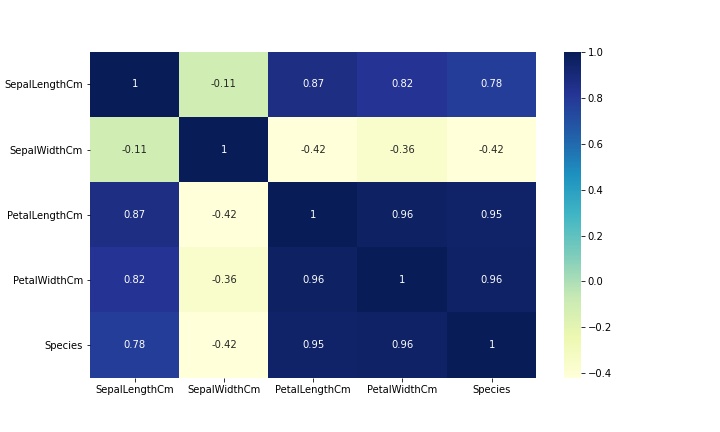 SepalLengthCm 1 -0.11 0.87 0.82 0.78
SepalWidthCm -0.11 1 -0.42 -0.36 -0.42
PetalLengthCm 0.87 -0.42 1 0.96 0.95
PetalWidthCm 0.82 -0.36 0.96 1 0.96
Species 0.78 -0.42 0.95 0.96 1
SepalLengthCm SepalWidthCm PetalLengthCm PetalWidthCm Species
1.0
0.8
0.6
0.4
0.2
0.0
−0.2
−0.4